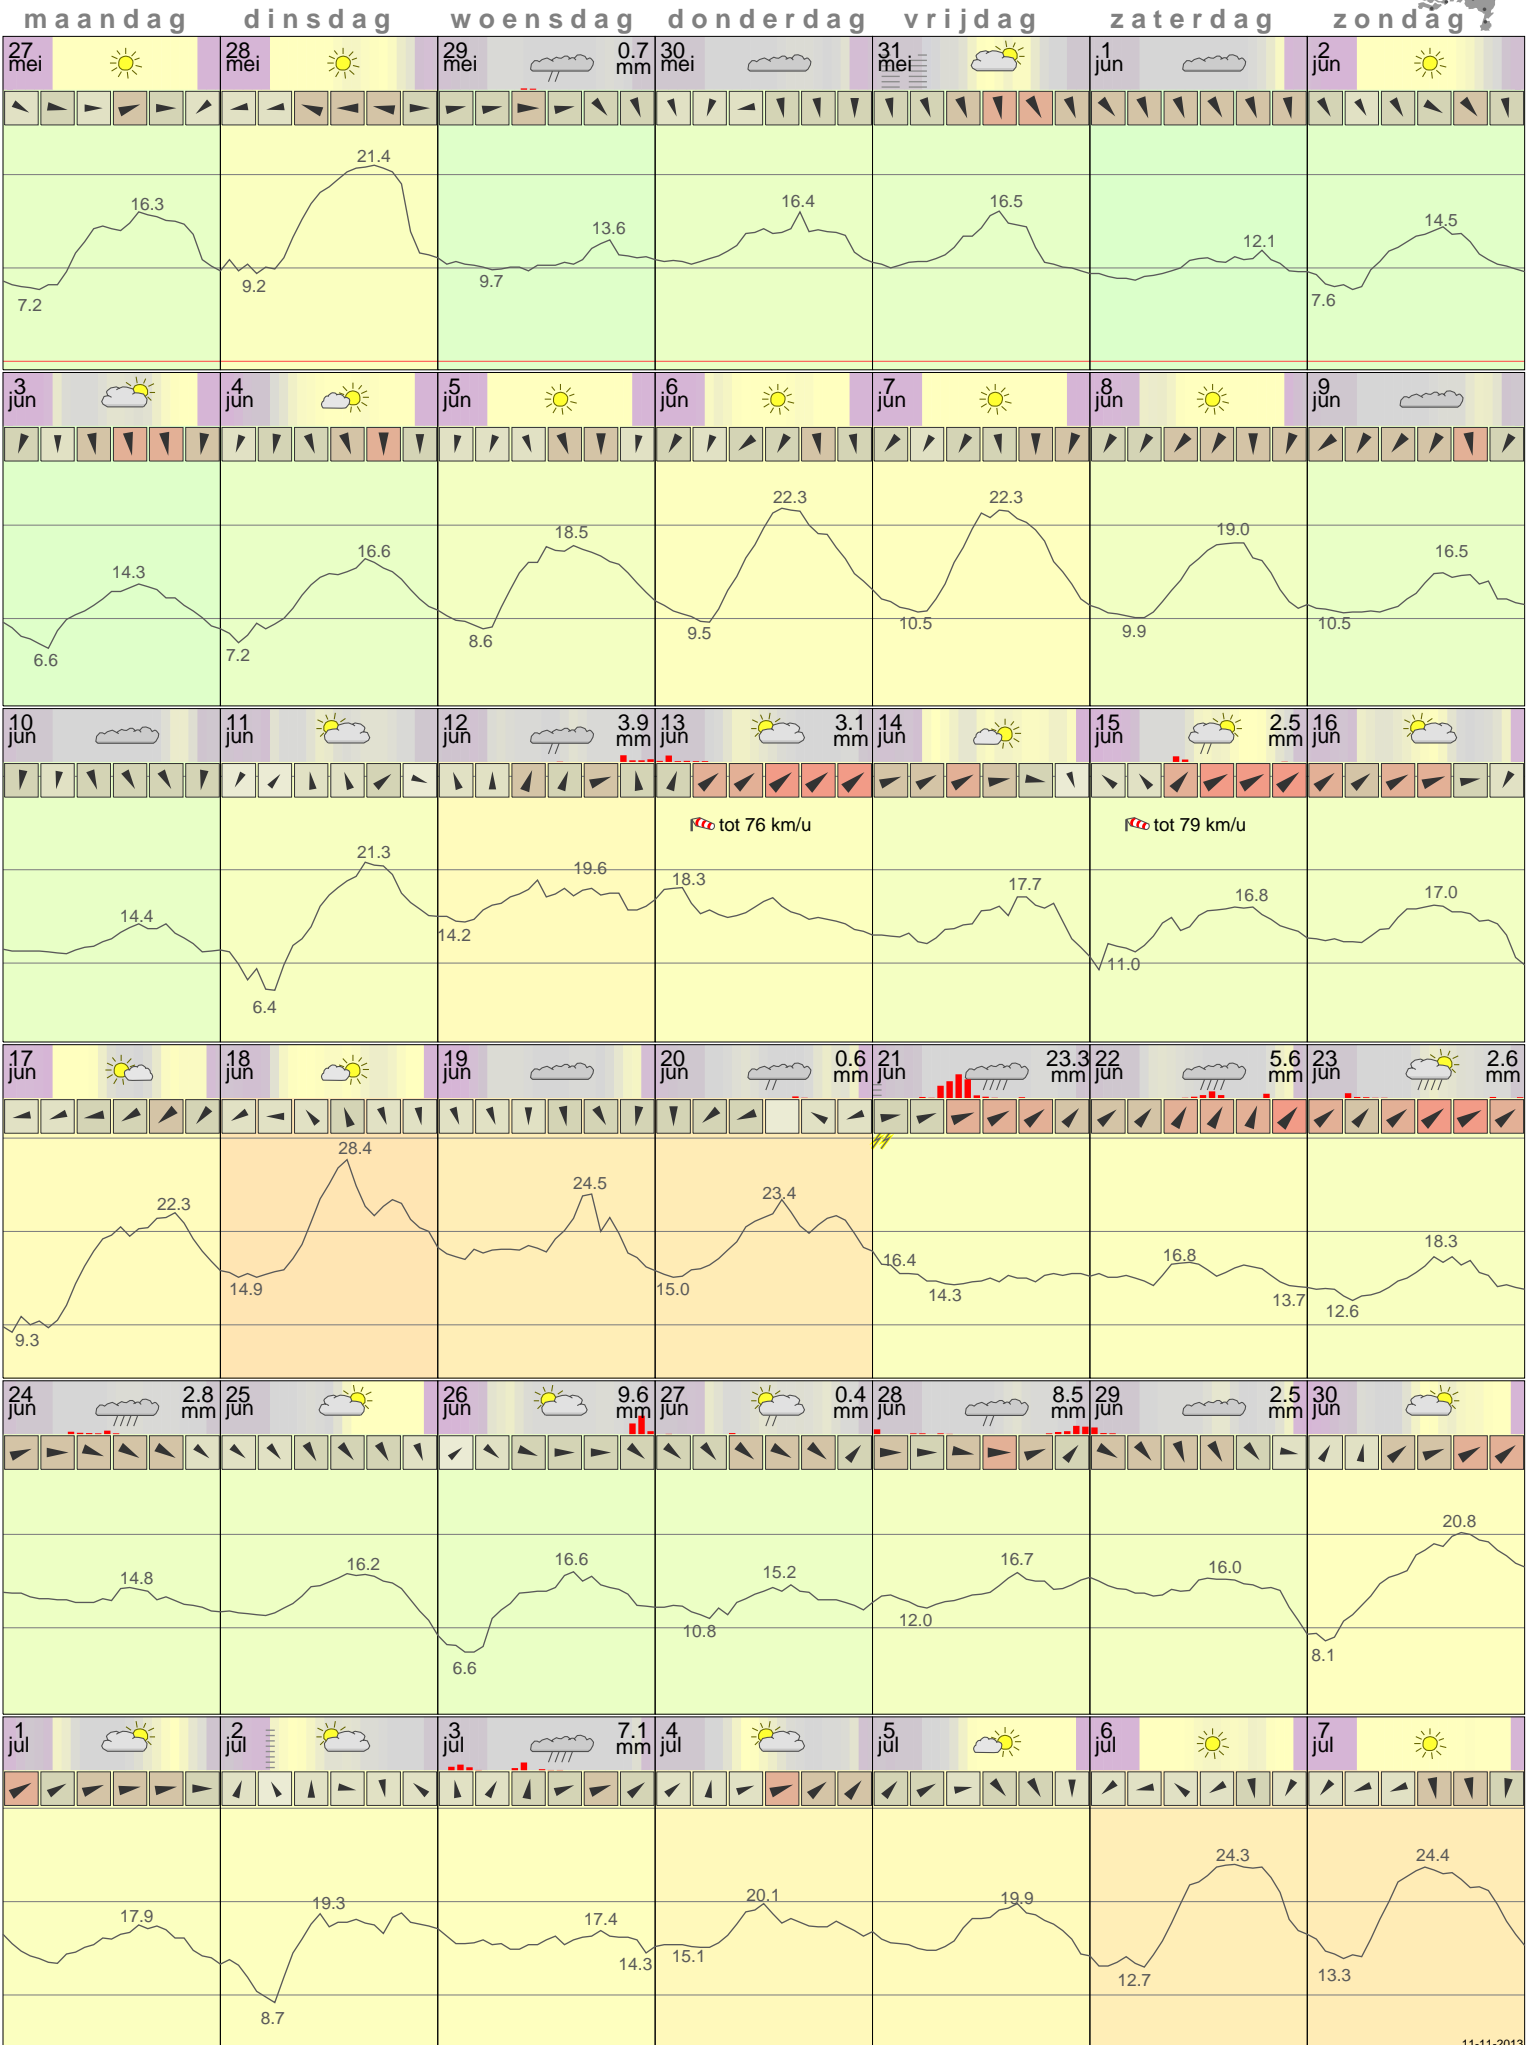 maandag dinsdag woensdag donderdag vrijdag zaterdag zondag
27 28 29 0.7 30 31 1 2
mei mei mei mm mei mei jun jun
21.4
16.3 13.6 16.4 16.5 12.1 14.5
7.2 9.2 9.7 7.6
3 4 5 6 7 8 9
jun jun jun jun jun jun jun
14.3 16.6 18.5 22.3 22.3 19.0 16.5
6.6 7.2 8.6 9.5 10.5 9.9 10.5
10 11 12 3.9 13 3.1 14 15 2.5 16
jun jun jun mm jun mm jun jun mm jun
tot 76 km/u tot 79 km/u
14.4 21.3 19.6 18.3 17.7 16.8 17.0
6.4 14.2 11.0
17 18 19 20 0.6 21 23.3 22 5.6 23 2.6
jun jun jun jun mm jun mm jun mm jun mm
22.3 28.4 24.5 23.4 16.4 16.8 18.3
9.3 14.9 15.0 14.3 13.7 12.6
24 2.8 25 26 9.6 27 0.4 28 8.5 29 2.5 30
jun mm jun jun mm jun mm jun mm jun mm jun
14.8 16.2 16.6 15.2 16.7 16.0 20.8
6.6 10.8 12.0 8.1
1 2 3 7.1 4 5 6 7
jul jul jul mm jul jul jul jul
17.9 19.3 17.4 20.1 19.9 24.3 24.4
8.7 14.3 15.1 12.7 13.3
11-11-2013